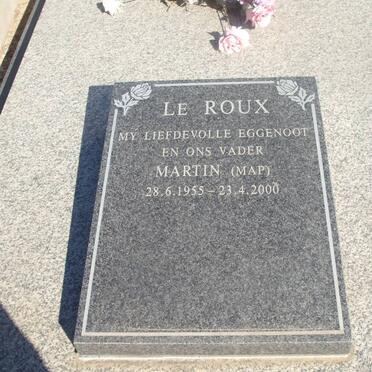 LE ROUX
MY LIEFDEVOLLE EGGENOOT
EN ONS VADER
MARTIN (MAP)
28.6.1955 – 23.4.2000